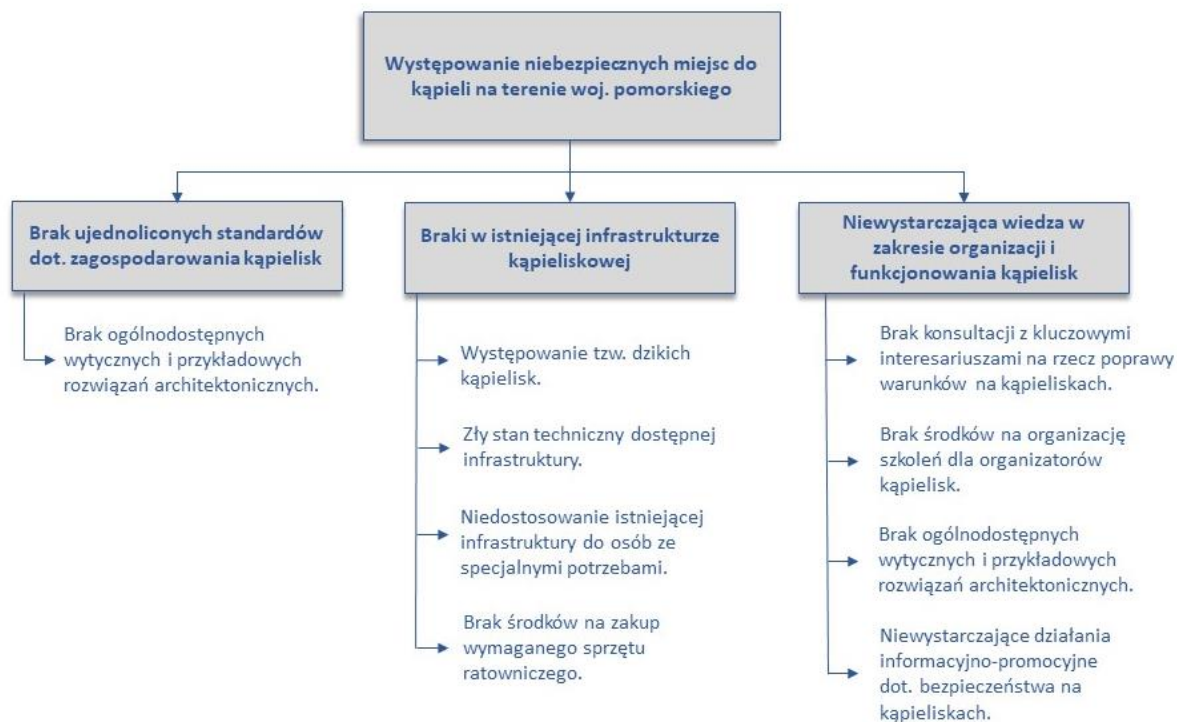 Występowanie niebezpiecznych miejsc do
kąpieli na terenie woj. pomorskiego
Brak ujednoliconych standardów
dot. zagospodarowania kąpielisk
Brak ogólnodostępnych
wytycznych i przykładowych
rozwiązań architektonicznych.
Braki w istniejącej infrastrukturze
kąpieliskowej
Występowanie tzw. dzikich
kąpielisk.
Zły stan techniczny dostępnej
infrastruktury.
Niedostosowanie istniejącej
infrastruktury do osób ze
specjalnymi potrzebami.
Brak środków na zakup
wymaganego sprzętu
ratowniczego.
Niewystarczająca wiedza w
zakresie organizacji i
funkcjonowania kąpielisk
Brak konsultacji z kluczowymi
interesariuszami na rzecz poprawy
warunków na kąpieliskach.
Brak środków na organizację
szkoleń dla organizatorów
kąpielisk.
Brak ogólnodostępnych
wytycznych i przykładowych
rozwiązań architektonicznych.
Niewystarczające działania
informacyjno-promocyjne
dot. bezpieczeństwa na
kąpieliskach.